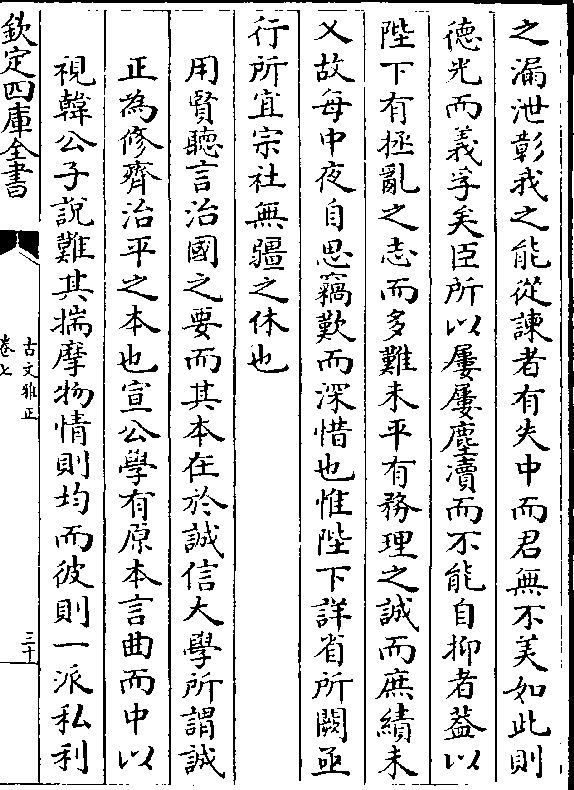 之漏泄彰我之能從諫者有失中而君無不美如此則
德光而義孚矣臣所以屢屢塵瀆而不能自抑者葢以
陛下有拯亂之志而多難未平有務理之誠而庶績未
乂故每中夜自思竊歎而深惜也惟陛下詳省所闕亟
行所宜宗社無疆之休也
用賢聽言治國之要而其本在於誠信大學所謂誠
正為修齊治平之本也宣公學有原本言曲而中以
視韓公子說難其揣摩物情則均而彼則一派私利
欽定四庫全書
古文雅正
卷七
三十